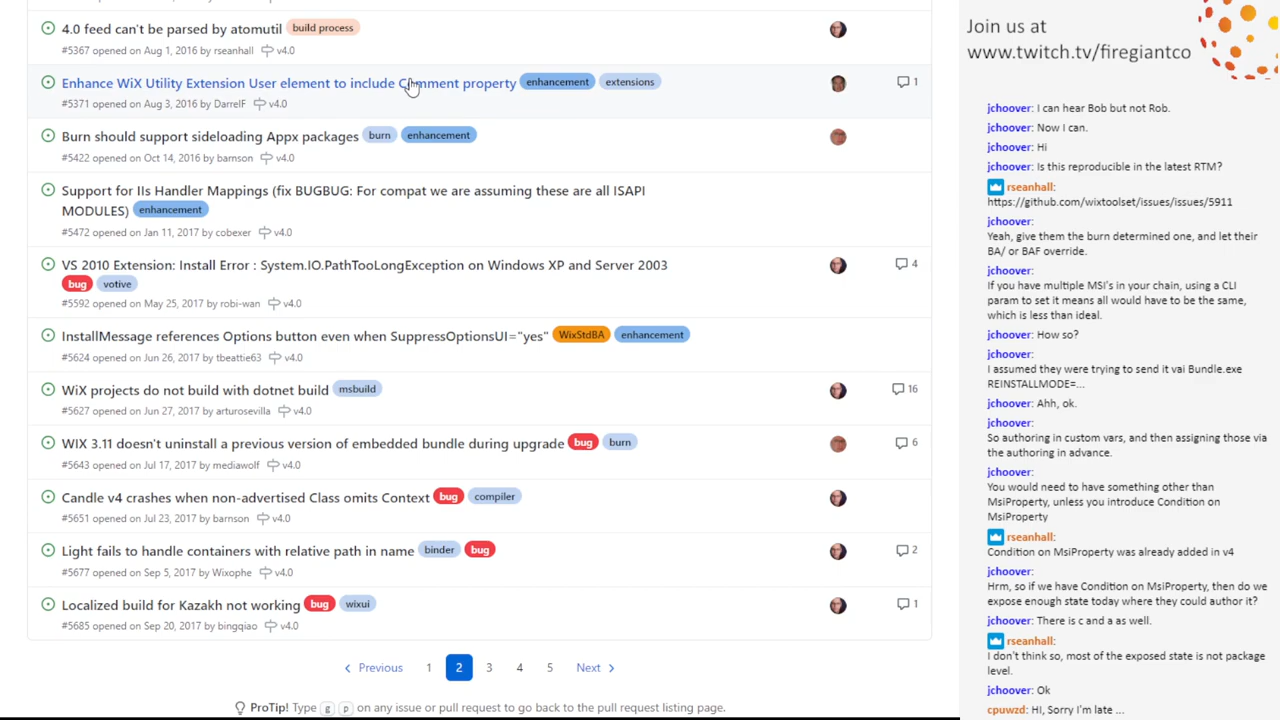 4.0 feed can't be parsed by atomutil build process
#5367 opened on Aug 1, 2016 by rseanhall v4.0
Enhance WiX Utility Extension User element to include Comment property enhancement extensions 1
#5371 opened on Aug 3, 2016 by DarrelF v4.0
Burn should support sideloading Appx packages burn enhancement
#5422 opened on Oct 14, 2016 by barnson v4.0
Support for IIs Handler Mappings (fix BUGBUG: For compat we are assuming these are all ISAPI
MODULES) enhancement
#5472 opened on Jan 11, 2017 by cobexer v4.0
VS 2010 Extension: Install Error : System.IO.PathTooLongException on Windows XP and Server 2003 4
bug votive
#5592 opened on May 25, 2017 by robi-wan v4.0
InstallMessage references Options button even when SuppressOptionsUI="yes" WixStdBA enhancement
#5624 opened on Jun 26, 2017 by tbeattie63 v4.0
WiX projects do not build with dotnet build msbuild 16
#5627 opened on Jun 27, 2017 by arturosevilla v4.0
WIX 3.11 doesn't uninstall a previous version of embedded bundle during upgrade bug burn 6
#5643 opened on Jul 17, 2017 by mediawolf v4.0
Candle v4 crashes when non-advertised Class omits Context bug compiler
#5651 opened on Jul 23, 2017 by barnson v4.0
Light fails to handle containers with relative path in name binder bug 2
#5677 opened on Sep 5, 2017 by Wixophe v4.0
Localized build for Kazakh not working bug wixui 1
#5685 opened on Sep 20, 2017 by bingqiao v4.0
Previous 1 2 3 4 5 Next
ProTip! Type g p on any issue or pull request to go back to the pull request listing page.
Join us at
www.twitch.tv/firegiantco
jchoover: I can hear Bob but not Rob.
jchoover: Now I can.
jchoover: Hi
jchoover: Is this reproducible in the latest RTM?
rseanhall:
https://github.com/wixtoolset/issues/issues/5911
jchoover:
Yeah, give them the burn determined one, and let their
BA/ or BAF override.
jchoover:
If you have multiple MSI's in your chain, using a CLI
param to set it means all would have to be the same,
which is less than ideal.
jchoover: How so?
jchoover:
I assumed they were trying to send it vai Bundle.exe
REINSTALLMODE=...
jchoover: Ahh, ok.
jchoover:
So authoring in custom vars, and then assigning those via
the authoring in advance.
jchoover:
You would need to have something other than
MsiProperty, unless you introduce Condition on
MsiProperty
rseanhall:
Condition on MsiProperty was already added in v4
jchoover:
Hrm, so if we have Condition on MsiProperty, then do we
expose enough state today where they could author it?
jchoover: There is c and a as well.
rseanhall:
I don't think so, most of the exposed state is not package
level.
jchoover: Ok
cpuwzd: HI, Sorry I'm late ...